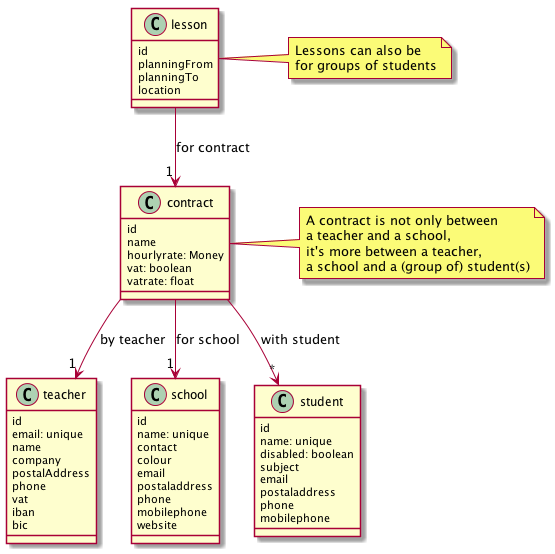 C lesson
id
planningFrom
planningTo
location
Lessons can also be
for groups of students
for contract
1
C contract
id
name
hourlyrate: Money
vat: boolean
vatrate: float
A contract is not only between
a teacher and a school,
it's more between a teacher,
a school and a (group of) student(s)
by teacher
for school
with student
1
1
*
C teacher
id
email: unique
name
company
postalAddress
phone
vat
iban
bic
C school
id
name: unique
contact
colour
email
postaladdress
phone
mobilephone
website
C student
id
name: unique
disabled: boolean
subject
email
postaladdress
phone
mobilephone